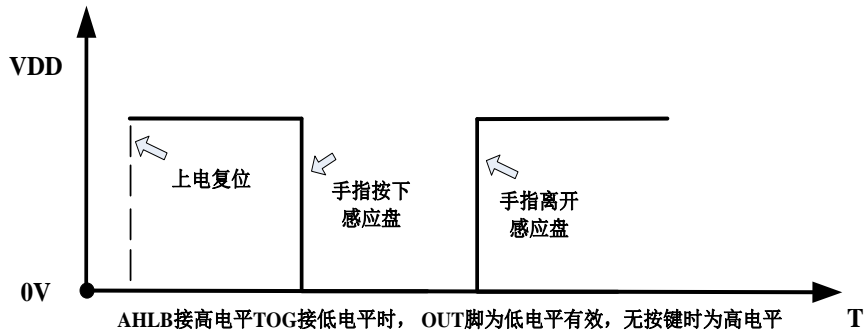 VDD
上电复位
手指按下
感应盘
手指离开
感应盘
0V
AHLB接高电平TOG接低电平时， OUT脚为低电平有效，无按键时为高电平
T